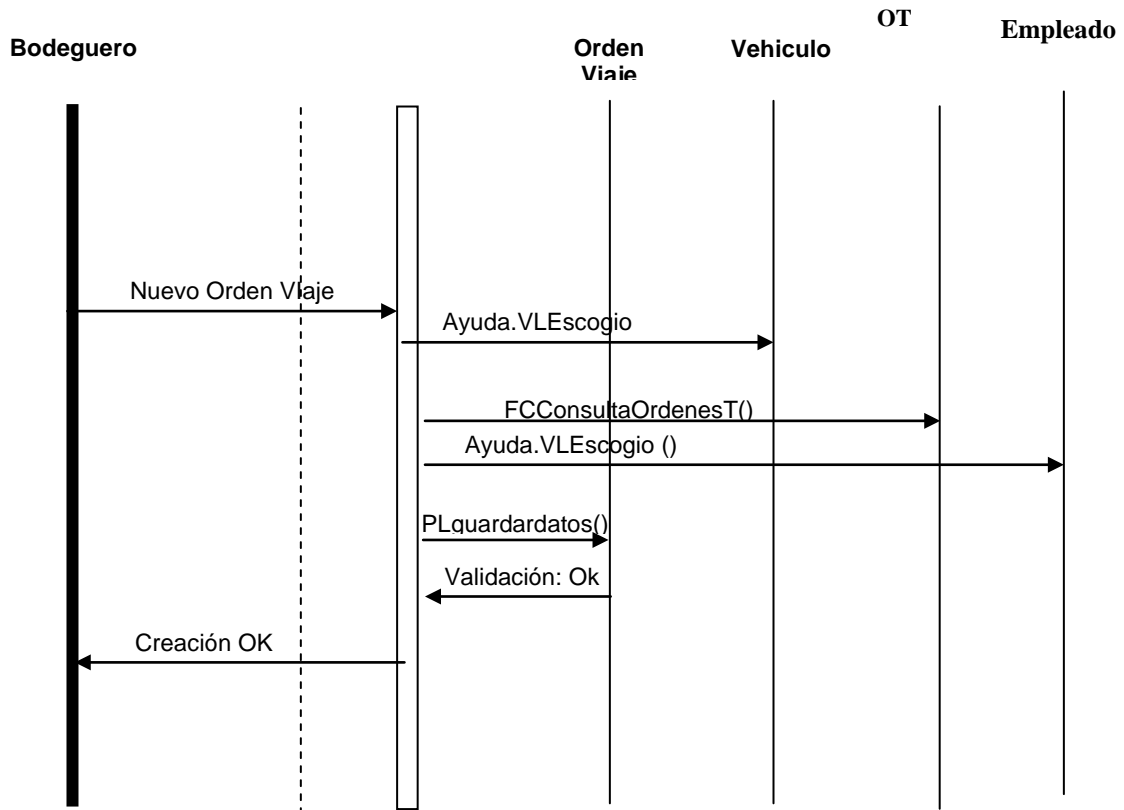 OT
Empleado
Bodeguero
Orden
Viaje
Vehiculo
Nuevo Orden VIaje
Ayuda.VLEscogio
FCConsultaOrdenesT()
Ayuda.VLEscogio ()
PLguardardatos()
Validación: Ok
Creación OK